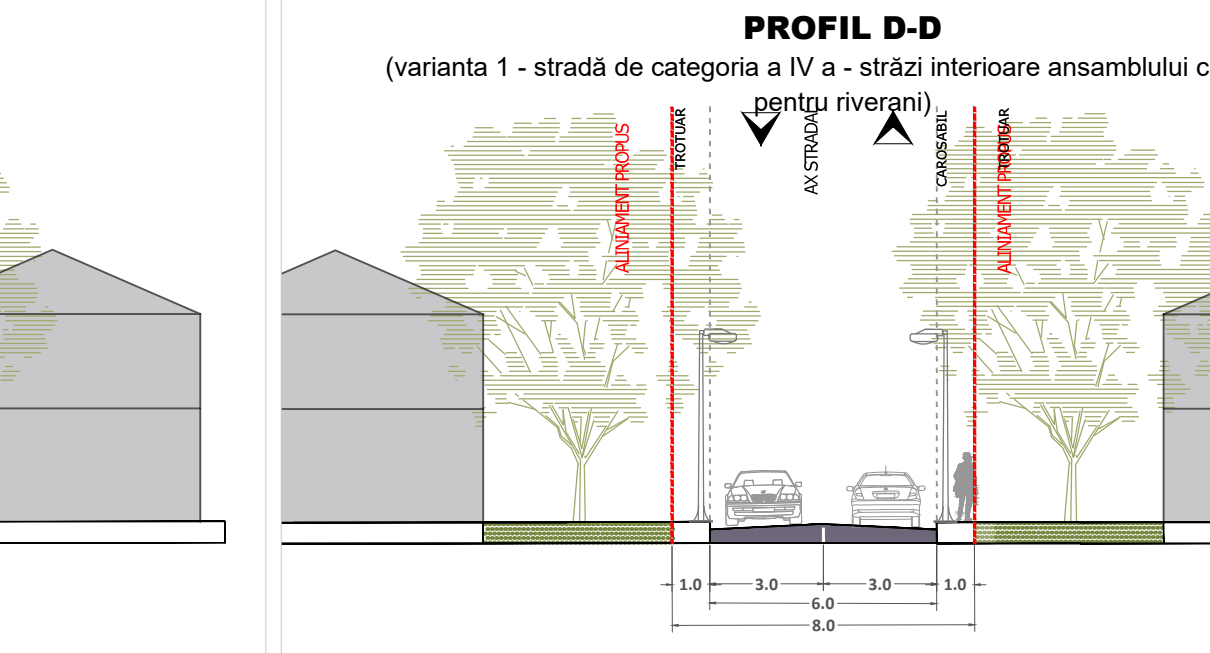 PROFIL D-D
(varianta 1 - stradă de categoria a IV a - străzi interioare ansamblului c
pentru riverani)
ALINIAMENT PROPUS
TROTUAR
AX STRADAL
CAROSABIL
TROTUAR
ALINIAMENT PROPUS
1.0 3.0 3.0 1.0
6.0
8.0